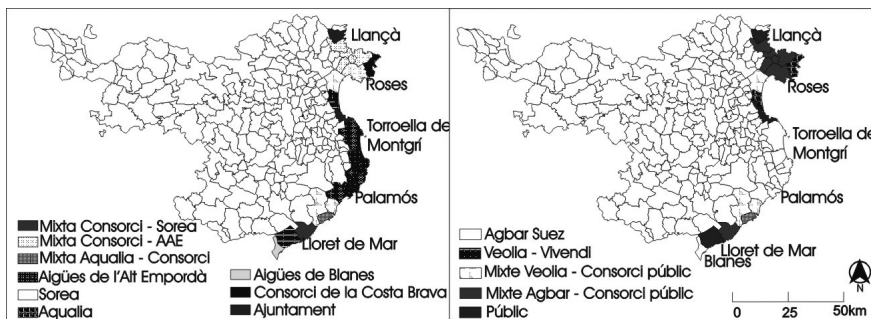 Llançà
Roses
Torroella de
Montgrí
Palamós
Lloret de Mar
Mixta Consorci - Sorea
Mixta Consorci - AAE
Mixta Aqualia - Consorci
Aigües de l'Alt Empordà
Sorea
Aqualia
Aigües de Blanes
Consorci de la Costa Brava
Ajuntament
Llançà
Roses
Torroella de
Montgrí
Palamós
Lloret de Mar
Blanes
Agbar Suez
Veolia - Vivendi
Mixte Veolia - Consorci públic
Mixte Agbar - Consorci públic
Públic
N
0 25 50km